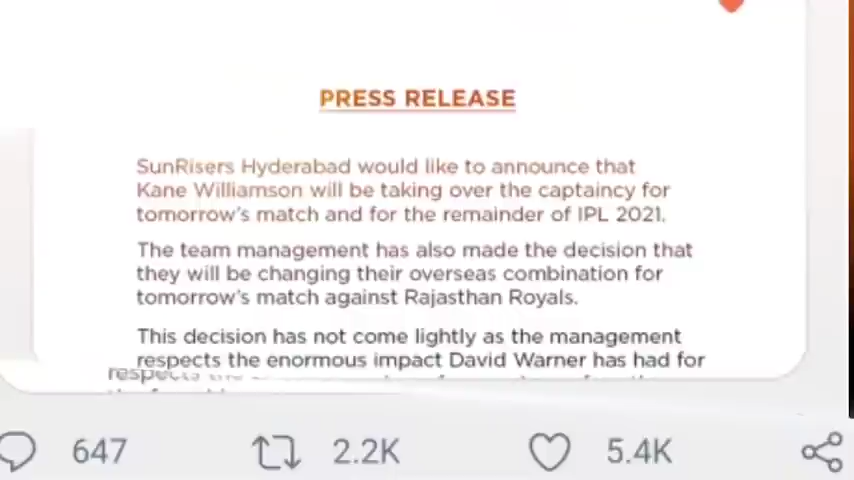 PRESS RELEASE
SunRisers Hyderabad would like to announce that
Kane Williamson will be taking over the captaincy for
tomorrow's match and for the remainder of IPL 2021.
The team management has also made the decision that
they will be changing their overseas combination for
tomorrow's match against Rajasthan Royals.
This decision has not come lightly as the management
respects the enormous impact David Warner has had for
respects the
647
2.2K
5.4K